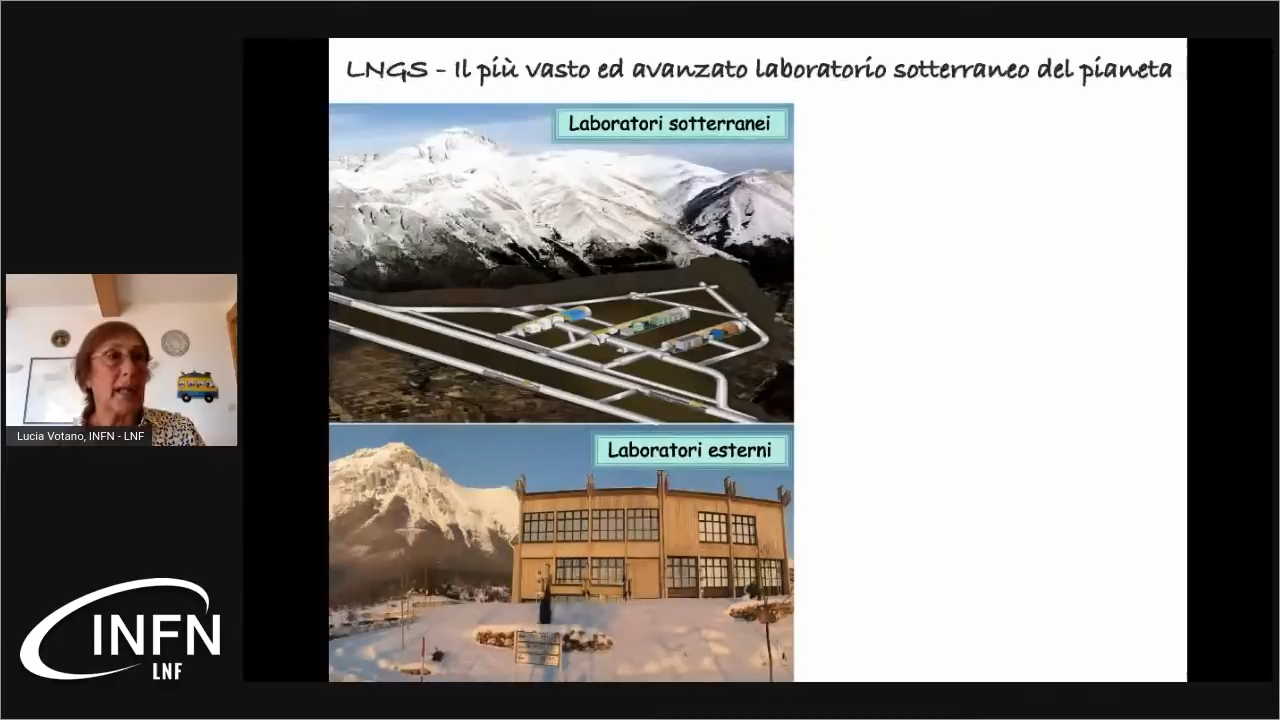 LNGS - Il più vasto ed avanzato laboratorio sotterraneo del pianeta
Laboratori sotterranei
Laboratori esterni
Lucia Votano, INFN - LNF
INFN
LNF